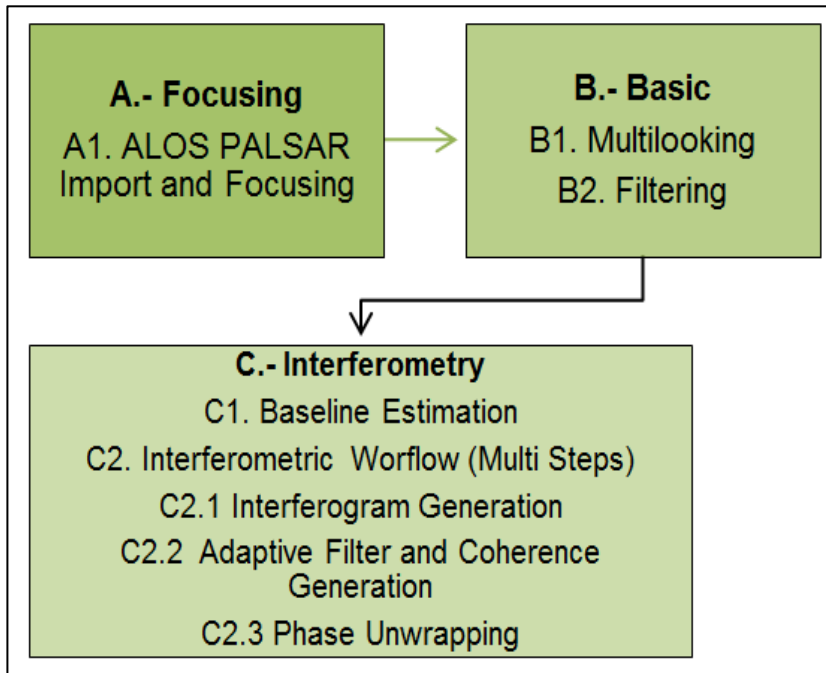 A.- Focusing
A1. ALOS PALSAR
Import and Focusing
B.- Basic
B1. Multilooking
B2. Filtering
C.- Interferometry
C1. Baseline Estimation
C2. Interferometric Worflow (Multi Steps)
C2.1 Interferogram Generation
C2.2 Adaptive Filter and Coherence
Generation
C2.3 Phase Unwrapping